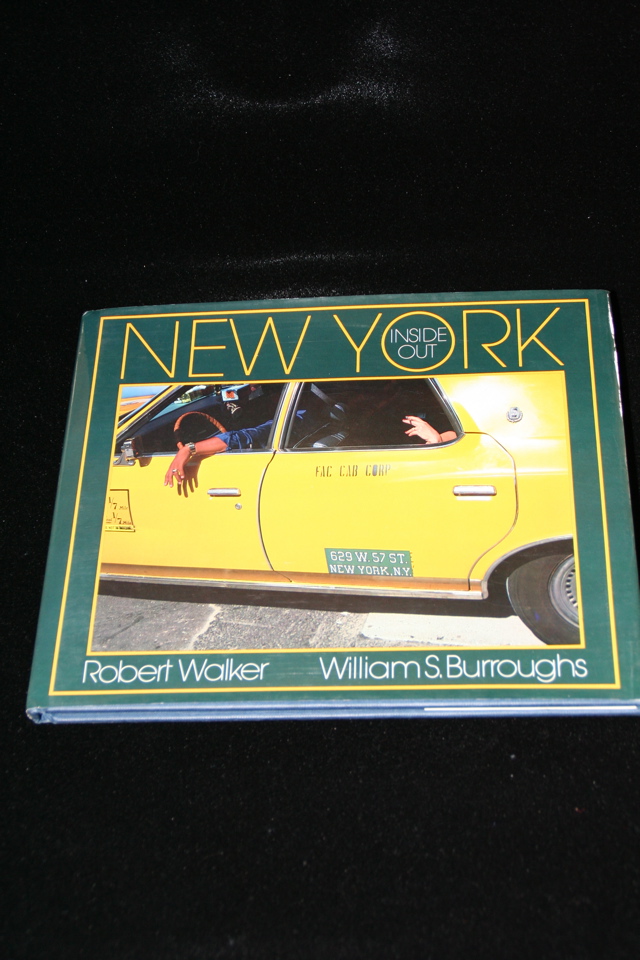 NEW YORK
INSIDE
OUT
FAC CAB CORP
629 W. 57 ST.
NEW YORK, N.Y.
Robert Walker William S. Burroughs